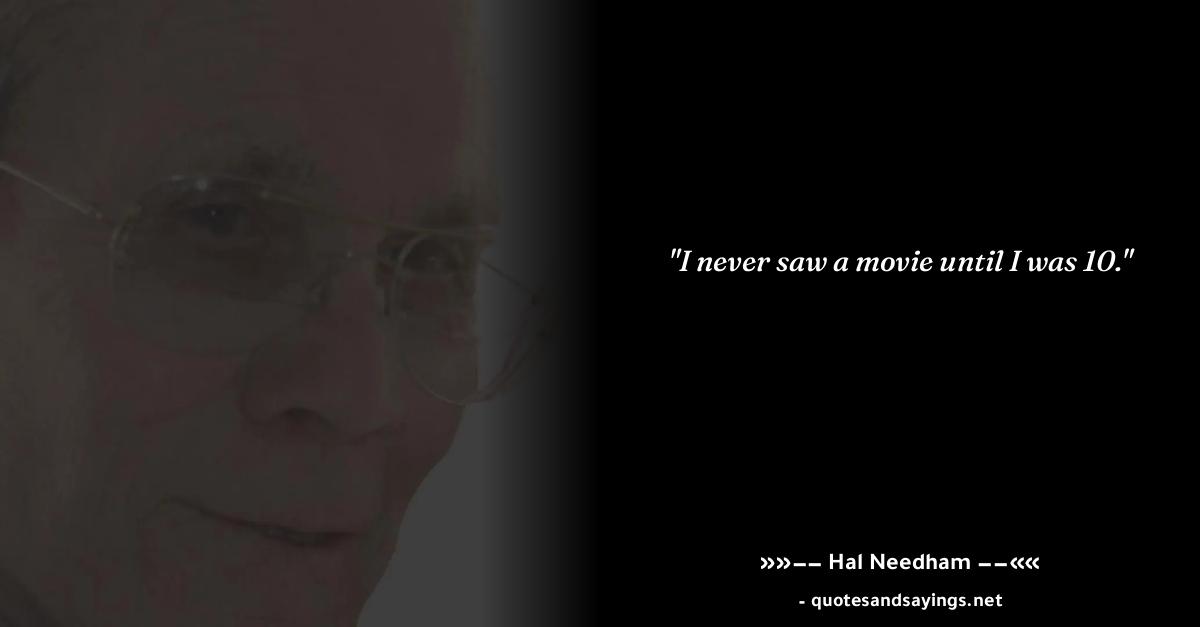 "I never saw a movie until I was 10."
»»−− Hal Needham −−««
- quotesandsayings.net